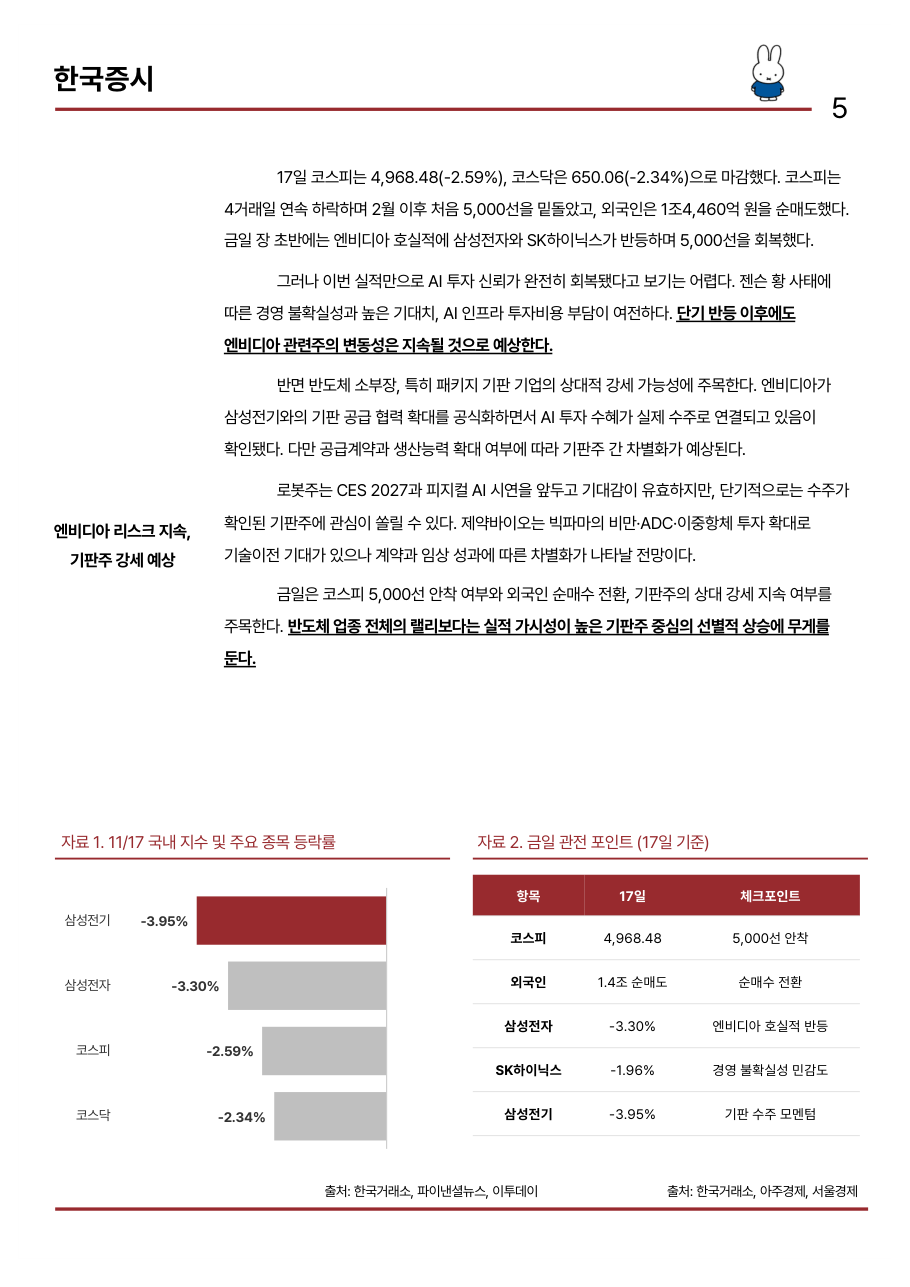 한국증시
5
17일 코스피는 4,968.48(-2.59%), 코스닥은 650.06(-2.34%)으로 마감했다. 코스피는
4거래일 연속 하락하며 2월 이후 처음 5,000선을 밑돌았고, 외국인은 1조4,460억 원을 순매도했다.
금일 장 초반에는 엔비디아 호실적에 삼성전자와 SK하이닉스가 반등하며 5,000선을 회복했다.
그러나 이번 실적만으로 AI 투자 신뢰가 완전히 회복됐다고 보기는 어렵다. 젠슨 황 사태에
따른 경영 불확실성과 높은 기대치, AI 인프라 투자비용 부담이 여전하다. 단기 반등 이후에도
엔비디아 관련주의 변동성은 지속될 것으로 예상한다.
반면 반도체 소부장, 특히 패키지 기판 기업의 상대적 강세 가능성에 주목한다. 엔비디아가
삼성전기와의 기판 공급 협력 확대를 공식화하면서 AI 투자 수혜가 실제 수주로 연결되고 있음이
확인됐다. 다만 공급계약과 생산능력 확대 여부에 따라 기판주 간 차별화가 예상된다.
로봇주는 CES 2027과 피지컬 AI 시연을 앞두고 기대감이 유효하지만, 단기적으로는 수주가
확인된 기판주에 관심이 쏠릴 수 있다. 제약바이오는 빅파마의 비만·ADC·이중항체 투자 확대로
기술이전 기대가 있으나 계약과 임상 성과에 따른 차별화가 나타날 전망이다.
금일은 코스피 5,000선 안착 여부와 외국인 순매수 전환, 기판주의 상대 강세 지속 여부를
주목한다. 반도체 업종 전체의 랠리보다는 실적 가시성이 높은 기판주 중심의 선별적 상승에 무게를
둔다.
엔비디아 리스크 지속,
기판주 강세 예상
자료 1. 11/17 국내 지수 및 주요 종목 등락률
삼성전기 -3.95%
삼성전자 -3.30%
코스피 -2.59%
코스닥 -2.34%
출처: 한국거래소, 파이낸셜뉴스, 이투데이
자료 2. 금일 관전 포인트 (17일 기준)
항목 17일 체크포인트
코스피 4,968.48 5,000선 안착
외국인 1.4조 순매도 순매수 전환
삼성전자 -3.30% 엔비디아 호실적 반등
SK하이닉스 -1.96% 경영 불확실성 민감도
삼성전기 -3.95% 기판 수주 모멘텀
출처: 한국거래소, 아주경제, 서울경제